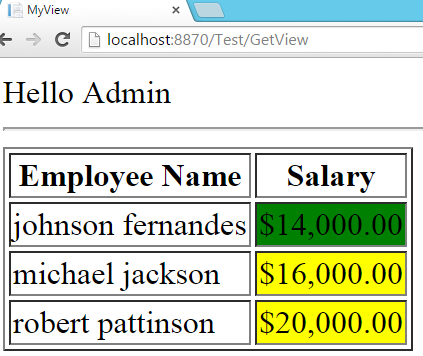 MyView
localhost:8870/Test/GetView
Hello Admin
Employee Name Salary
johnson fernandes $14,000.00
michael jackson $16,000.00
robert pattinson $20,000.00